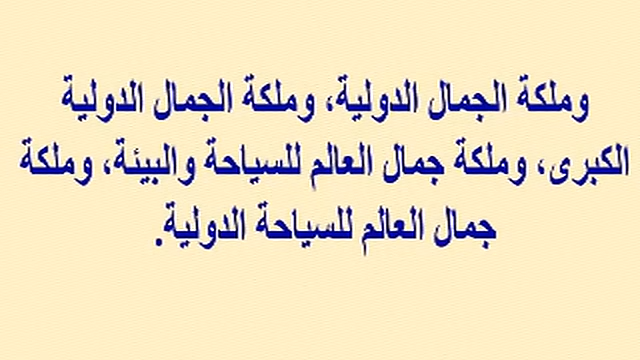 وملكة الجمال الدولية، وملكة الجمال الدولية
الكبرى، وملكة جمال العالم للسياحة والبيئة، وملكة
جمال العالم للسياحة الدولية.